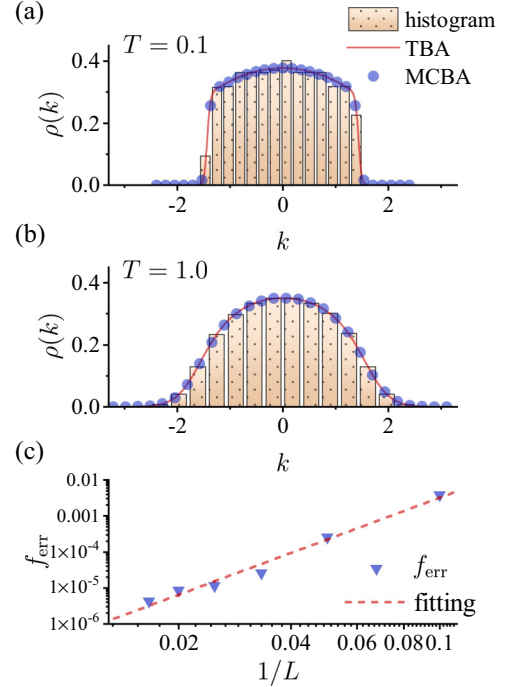 (a)
T = 0.1
histogram
TBA
MCBA
ρ(k)
0.4
0.2
0.0
-2 0 2
k
(b)
T = 1.0
ρ(k)
0.4
0.2
0.0
-2 0 2
k
(c)
f_err
0.01
0.001
1×10⁻⁴
1×10⁻⁵
1×10⁻⁶
f_err
fitting
0.02 0.04 0.06 0.08 0.1
1/L